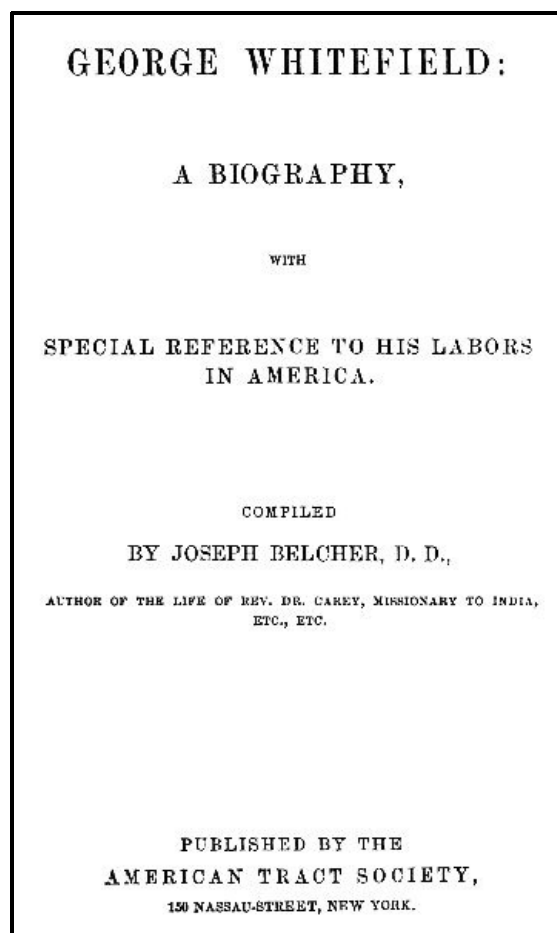 GEORGE WHITEFIELD:
A BIOGRAPHY,
WITH
SPECIAL REFERENCE TO HIS LABORS
IN AMERICA.
COMPILED
BY JOSEPH BELCHER, D. D.,
AUTHOR OF THE LIFE OF REV. DR. CAREY, MISSIONARY TO INDIA,
ETC., ETC.
PUBLISHED BY THE
AMERICAN TRACT SOCIETY,
150 NASSAU-STREET, NEW YORK.